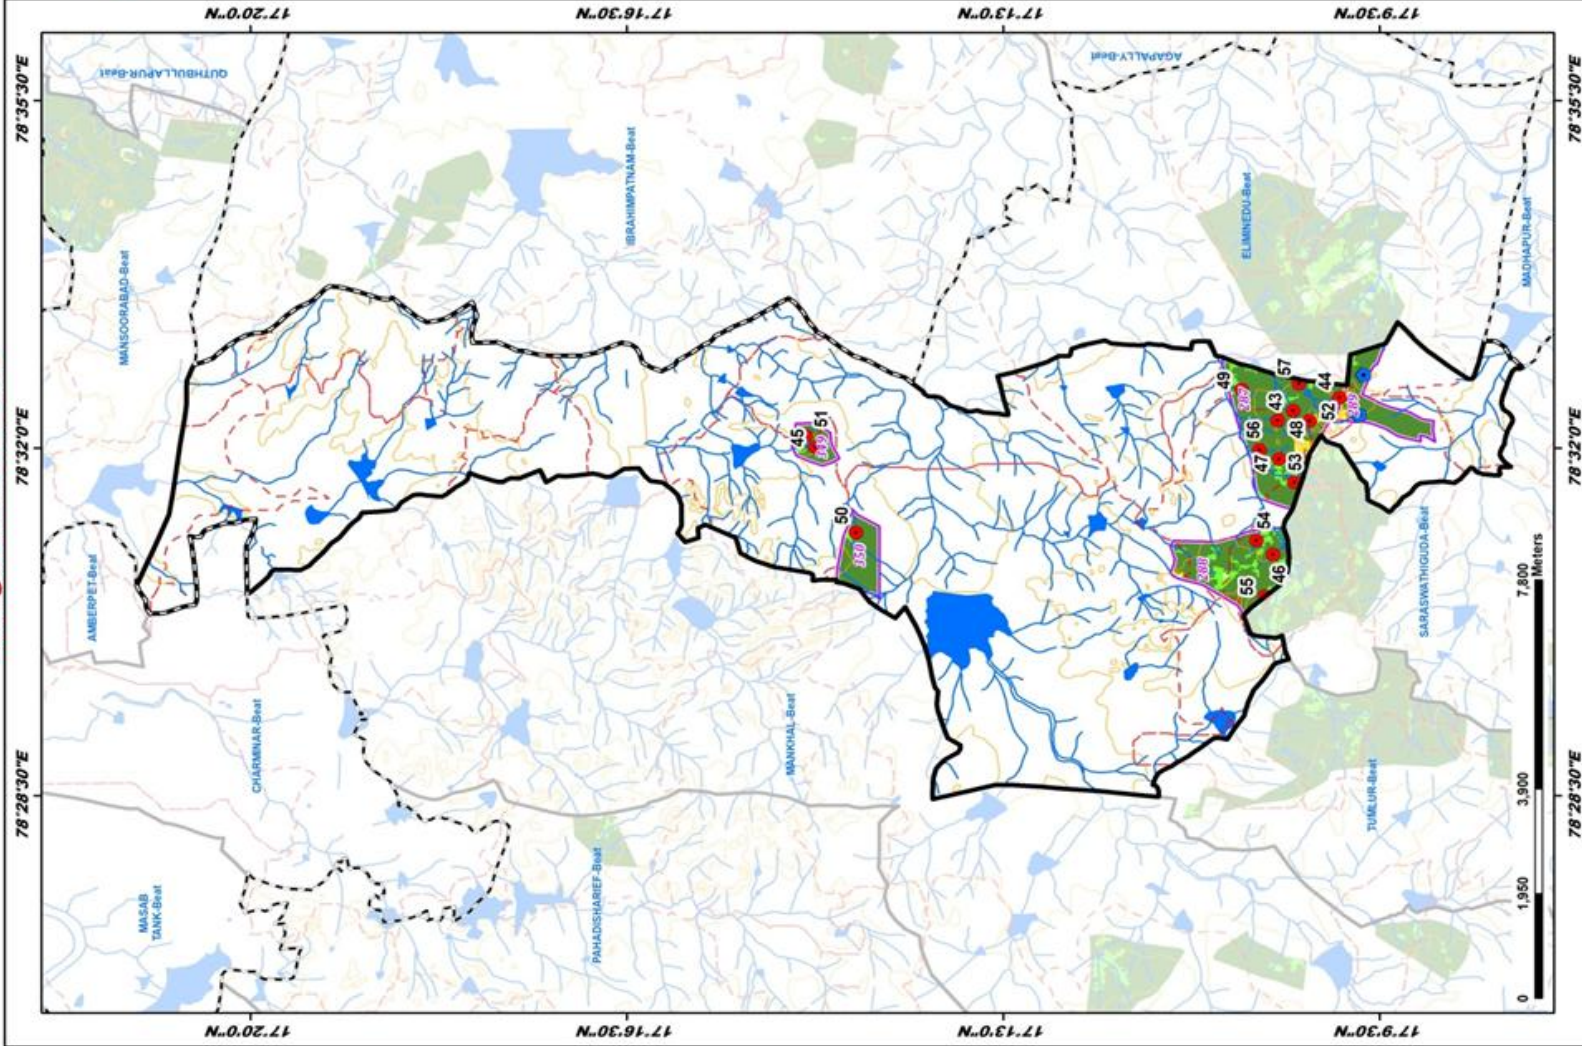 17°20'0"N
17°16'30"N
17°13'0"N
17°9'30"N
78°35'30"E
78°35'30"E
QUTHBULLAPUR-Beat
AGAPALLY-Beat
MANSOORABAD-Beat
IBRAHIMPATNAM-Beat
ELIMINEDU-Beat
MADHAPUR-Beat
78°32'0"E
78°32'0"E
49
287
57
43
44
56
52
289
48
45
51
349
47
53
50
350
54
288
46
55
AMBERPET-Beat
SARASWATHIGUDA-Beat
CHARMINAR-Beat
MANKHAL-Beat
TUMLUR-Beat
78°28'30"E
78°28'30"E
MASAB
TANK-Beat
PAHADISHARIEF-Beat
0
1,950
3,900
7,800
Meters
17°20'0"N
17°16'30"N
17°13'0"N
17°9'30"N